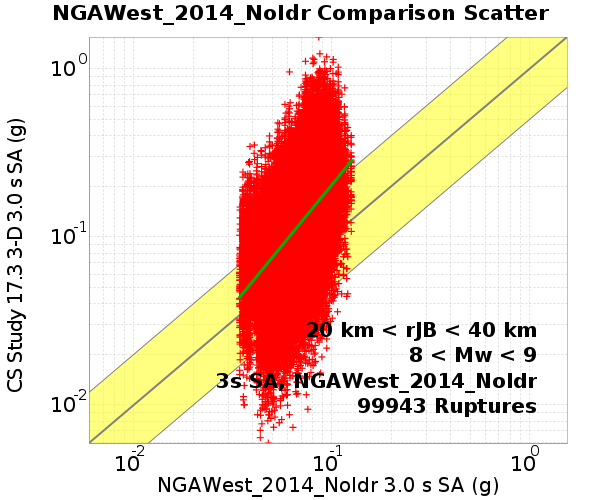 NGAWest_2014_NoIdr Comparison Scatter
CS Study 17.3 3-D 3.0 s SA (g)
10^0
10^-1
10^-2
20 km < rJB < 40 km
8 < Mw < 9
3s SA, NGAWest_2014_NoIdr
99943 Ruptures
10^-2 10^-1 10^0
NGAWest_2014_NoIdr 3.0 s SA (g)